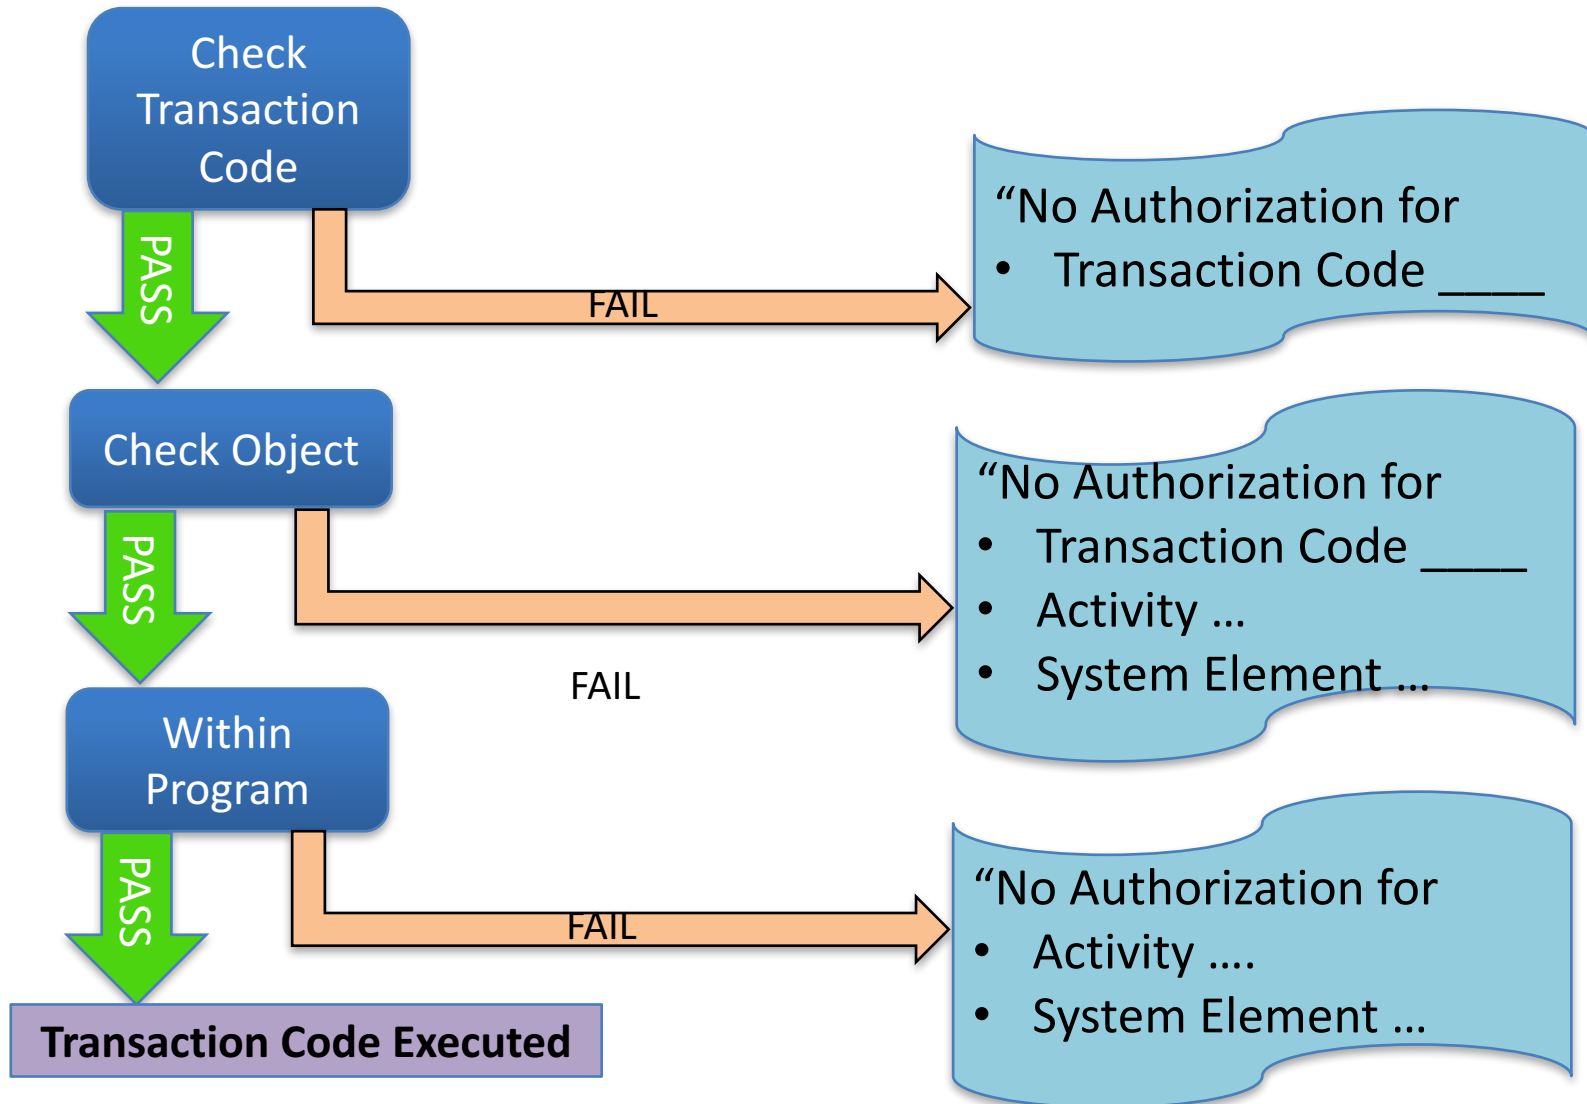 Check
Transaction
Code
PASS
FAIL
“No Authorization for
• Transaction Code ____
Check Object
PASS
FAIL
“No Authorization for
• Transaction Code ____
• Activity ...
• System Element ...
Within
Program
PASS
FAIL
“No Authorization for
• Activity ....
• System Element ...
Transaction Code Executed